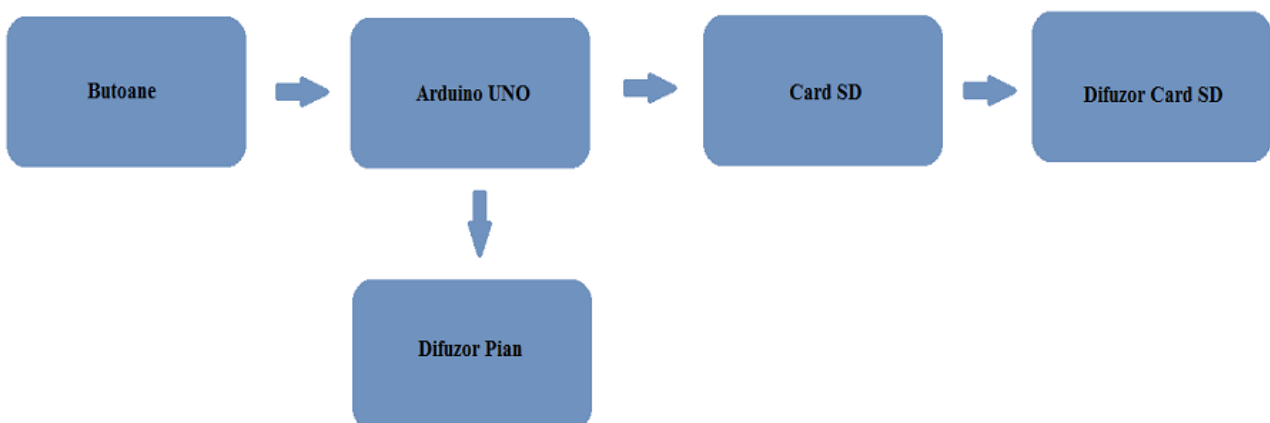 Butoane
Arduino UNO
Card SD
Difuzor Card SD
Difuzor Pian